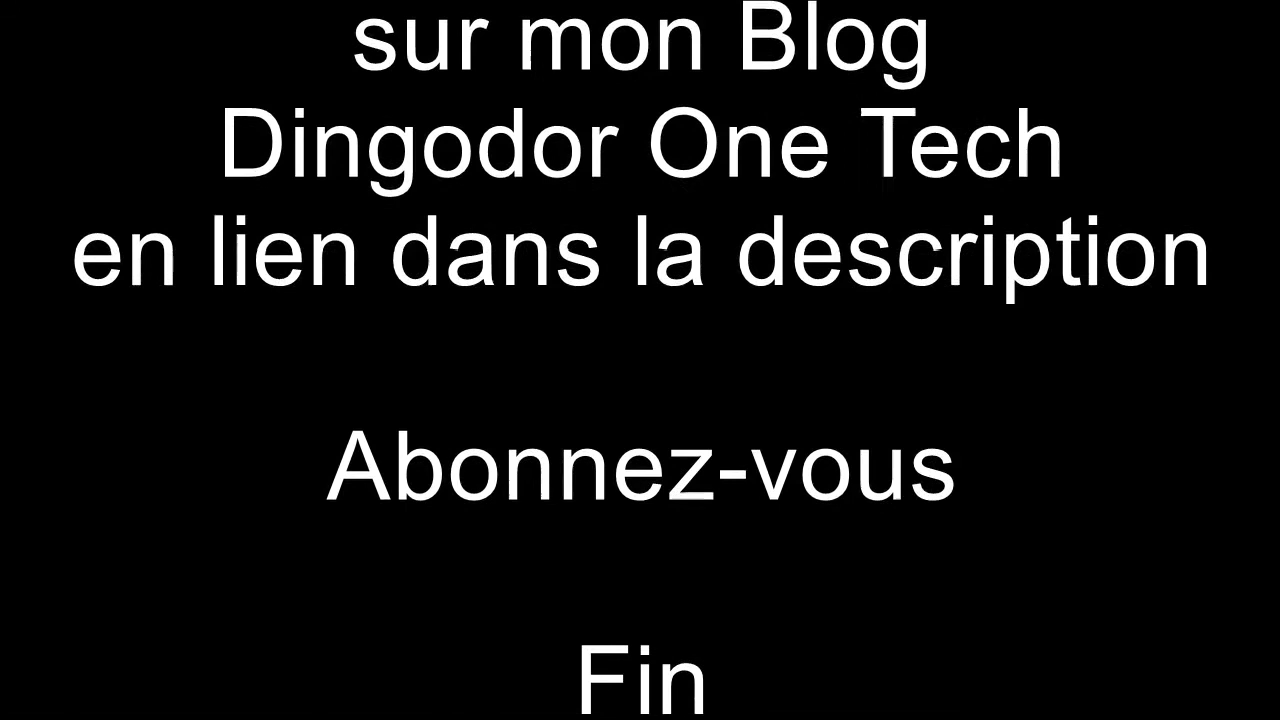 sur mon Blog
Dingodor One Tech
en lien dans la description
Abonnez-vous
Fin